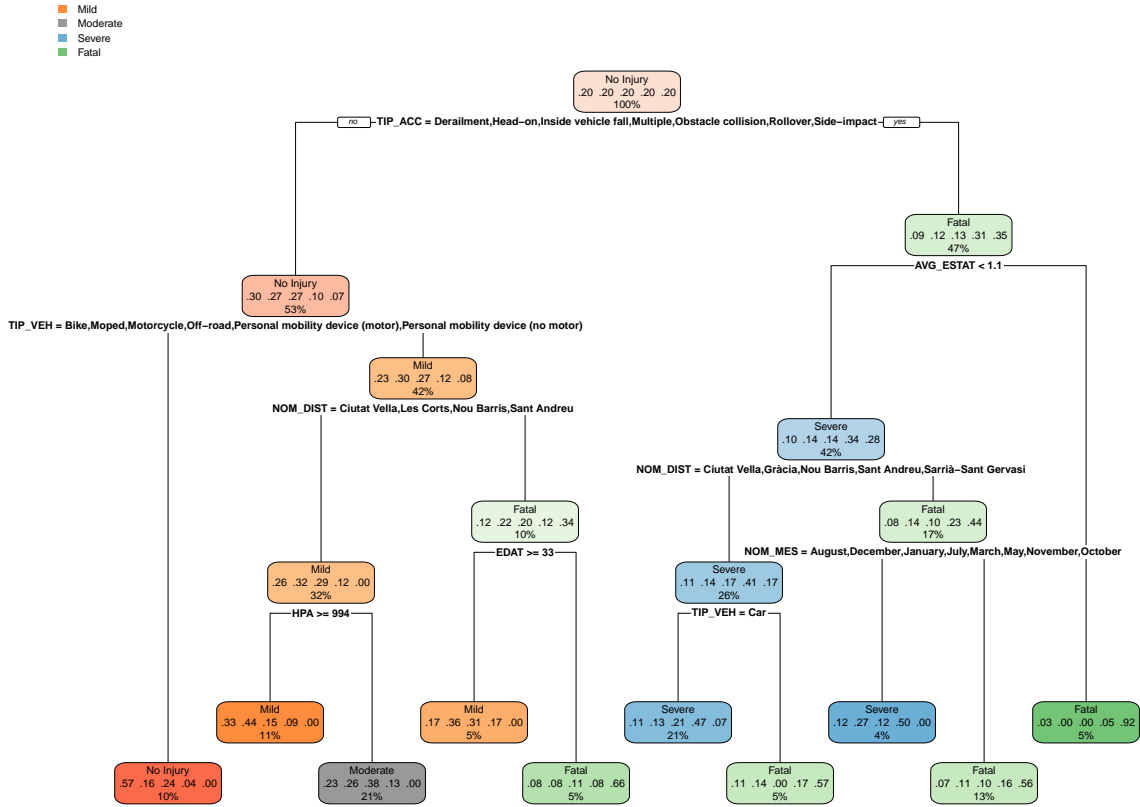 Mild
Moderate
Severe
Fatal
No Injury
.20 .20 .20 .20 .20
100%
no
TIP_ACC = Derailment,Head−on,Inside vehicle fall,Multiple,Obstacle collision,Rollover,Side−impact
yes
Fatal
.09 .12 .13 .31 .35
47%
AVG_ESTAT < 1.1
No Injury
.30 .27 .27 .10 .07
53%
TIP_VEH = Bike,Moped,Motorcycle,Off−road,Personal mobility device (motor),Personal mobility device (no motor)
Mild
.23 .30 .27 .12 .08
42%
NOM_DIST = Ciutat Vella,Les Corts,Nou Barris,Sant Andreu
Severe
.10 .14 .14 .34 .28
42%
NOM_DIST = Ciutat Vella,Gràcia,Nou Barris,Sant Andreu,Sarrià−Sant Gervasi
Fatal
.12 .22 .20 .12 .34
10%
EDAT >= 33
Fatal
.08 .14 .10 .23 .44
17%
NOM_MES = August,December,January,July,March,May,November,October
Mild
.26 .32 .29 .12 .00
32%
HPA >= 994
Severe
.11 .14 .17 .41 .17
26%
TIP_VEH = Car
Mild
.33 .44 .15 .09 .00
11%
Mild
.17 .36 .31 .17 .00
5%
Severe
.11 .13 .21 .47 .07
21%
Severe
.12 .27 .12 .50 .00
4%
Fatal
.03 .00 .00 .05 .92
5%
No Injury
.57 .16 .24 .04 .00
10%
Moderate
.23 .26 .38 .13 .00
21%
Fatal
.08 .08 .11 .08 .66
5%
Fatal
.11 .14 .00 .17 .57
5%
Fatal
.07 .11 .10 .16 .56
13%